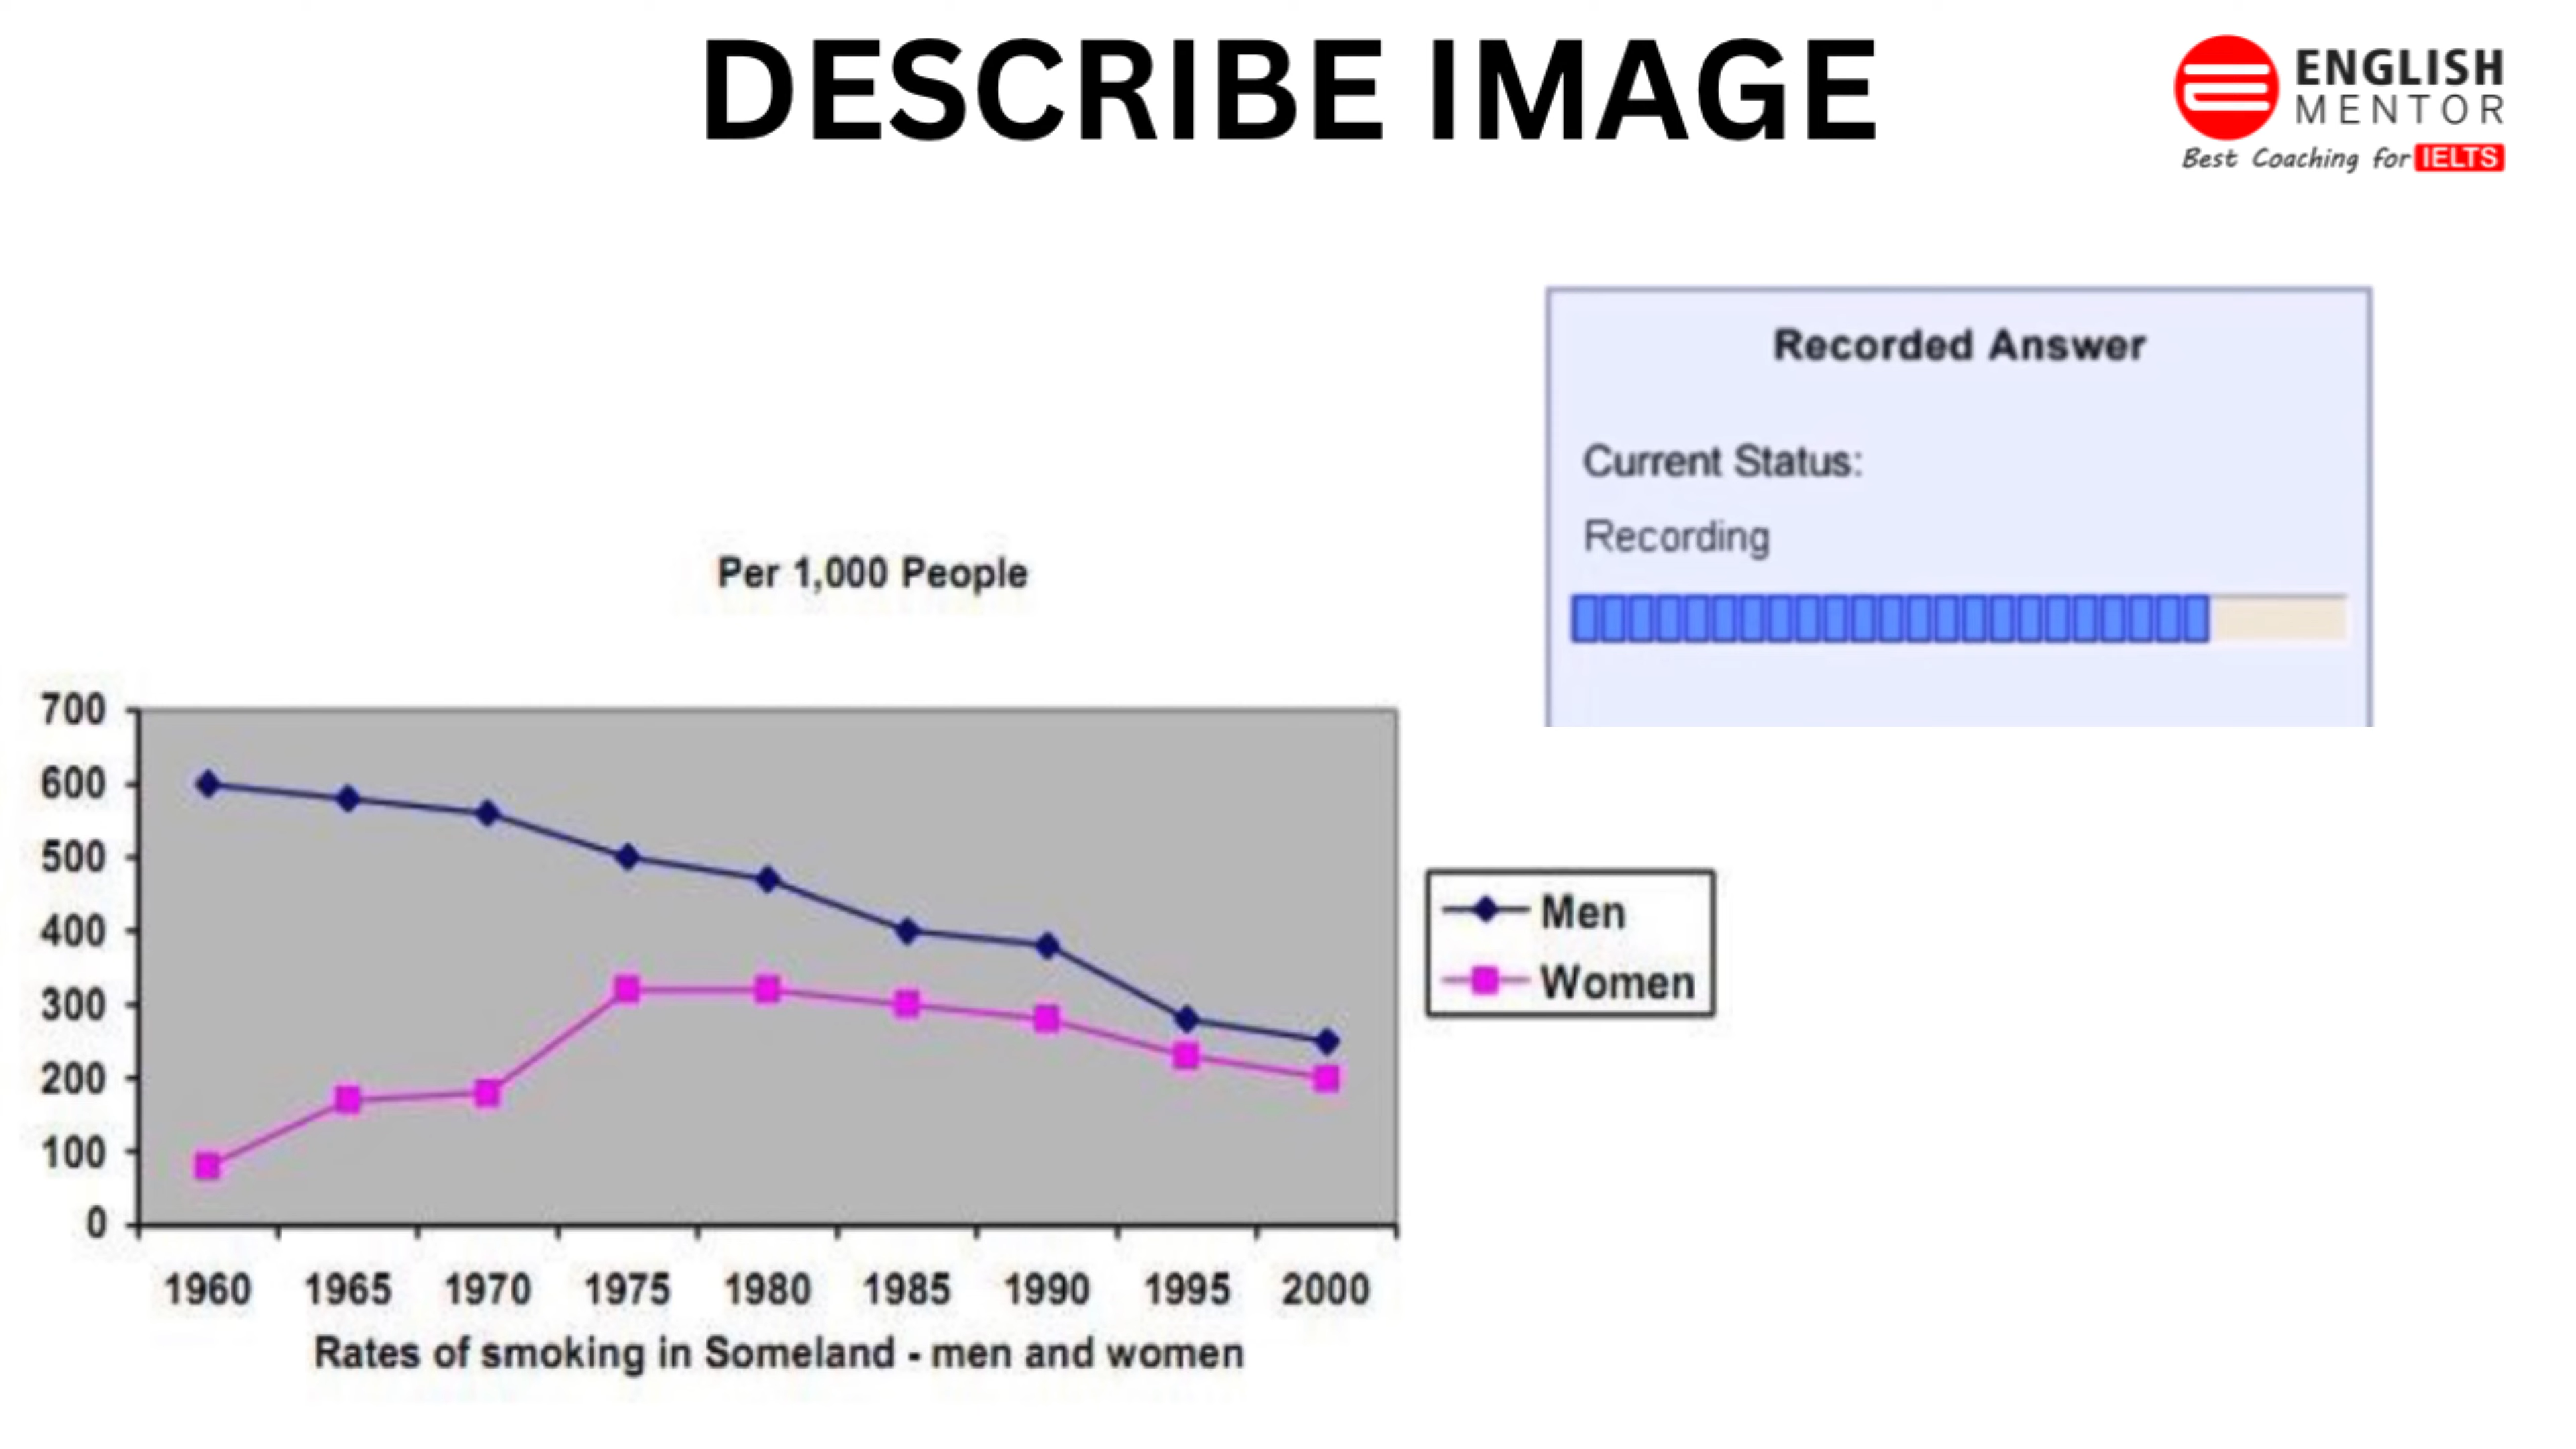 DESCRIBE IMAGE
ENGLISH
MENTOR
Best Coaching for IELTS
Recorded Answer
Current Status:
Recording
Per 1,000 People
700
600
500
400
300
200
100
0
Men
Women
1960 1965 1970 1975 1980 1985 1990 1995 2000
Rates of smoking in Someland - men and women